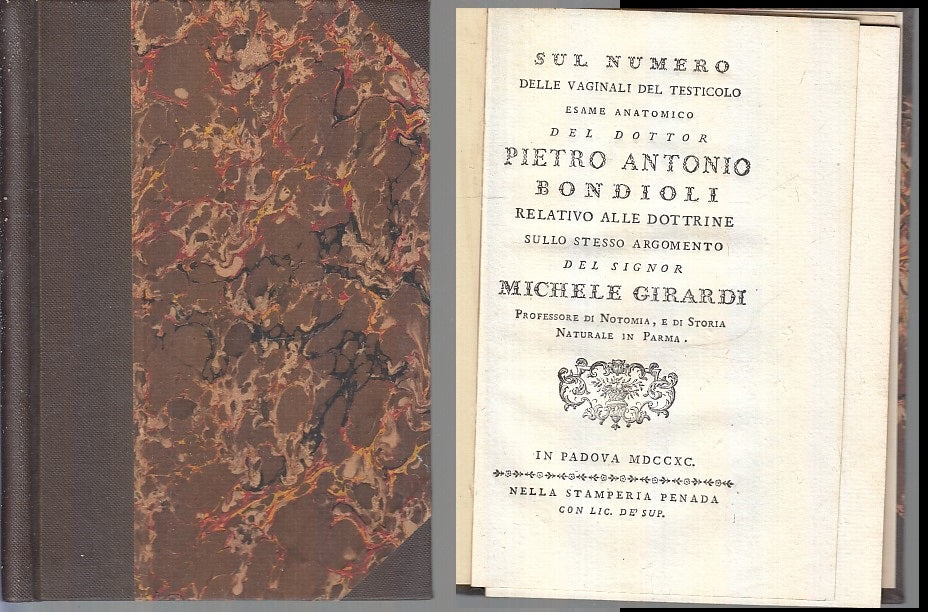 SUL NUMERO
DELLE VAGINALI DEL TESTICOLO
ESAME ANATOMICO
DEL DOTTOR
PIETRO ANTONIO
BONDIOLI
RELATIVO ALLE DOTTRINE
SULLO STESSO ARGOMENTO
DEL SIGNOR
MICHELE GIRARDI
PROFESSORE DI NOTOMIA, E DI STORIA
NATURALE IN PARMA.
IN PADOVA MDCCXC.
NELLA STAMPERIA PENADA
CON LIC. DE' SUP.